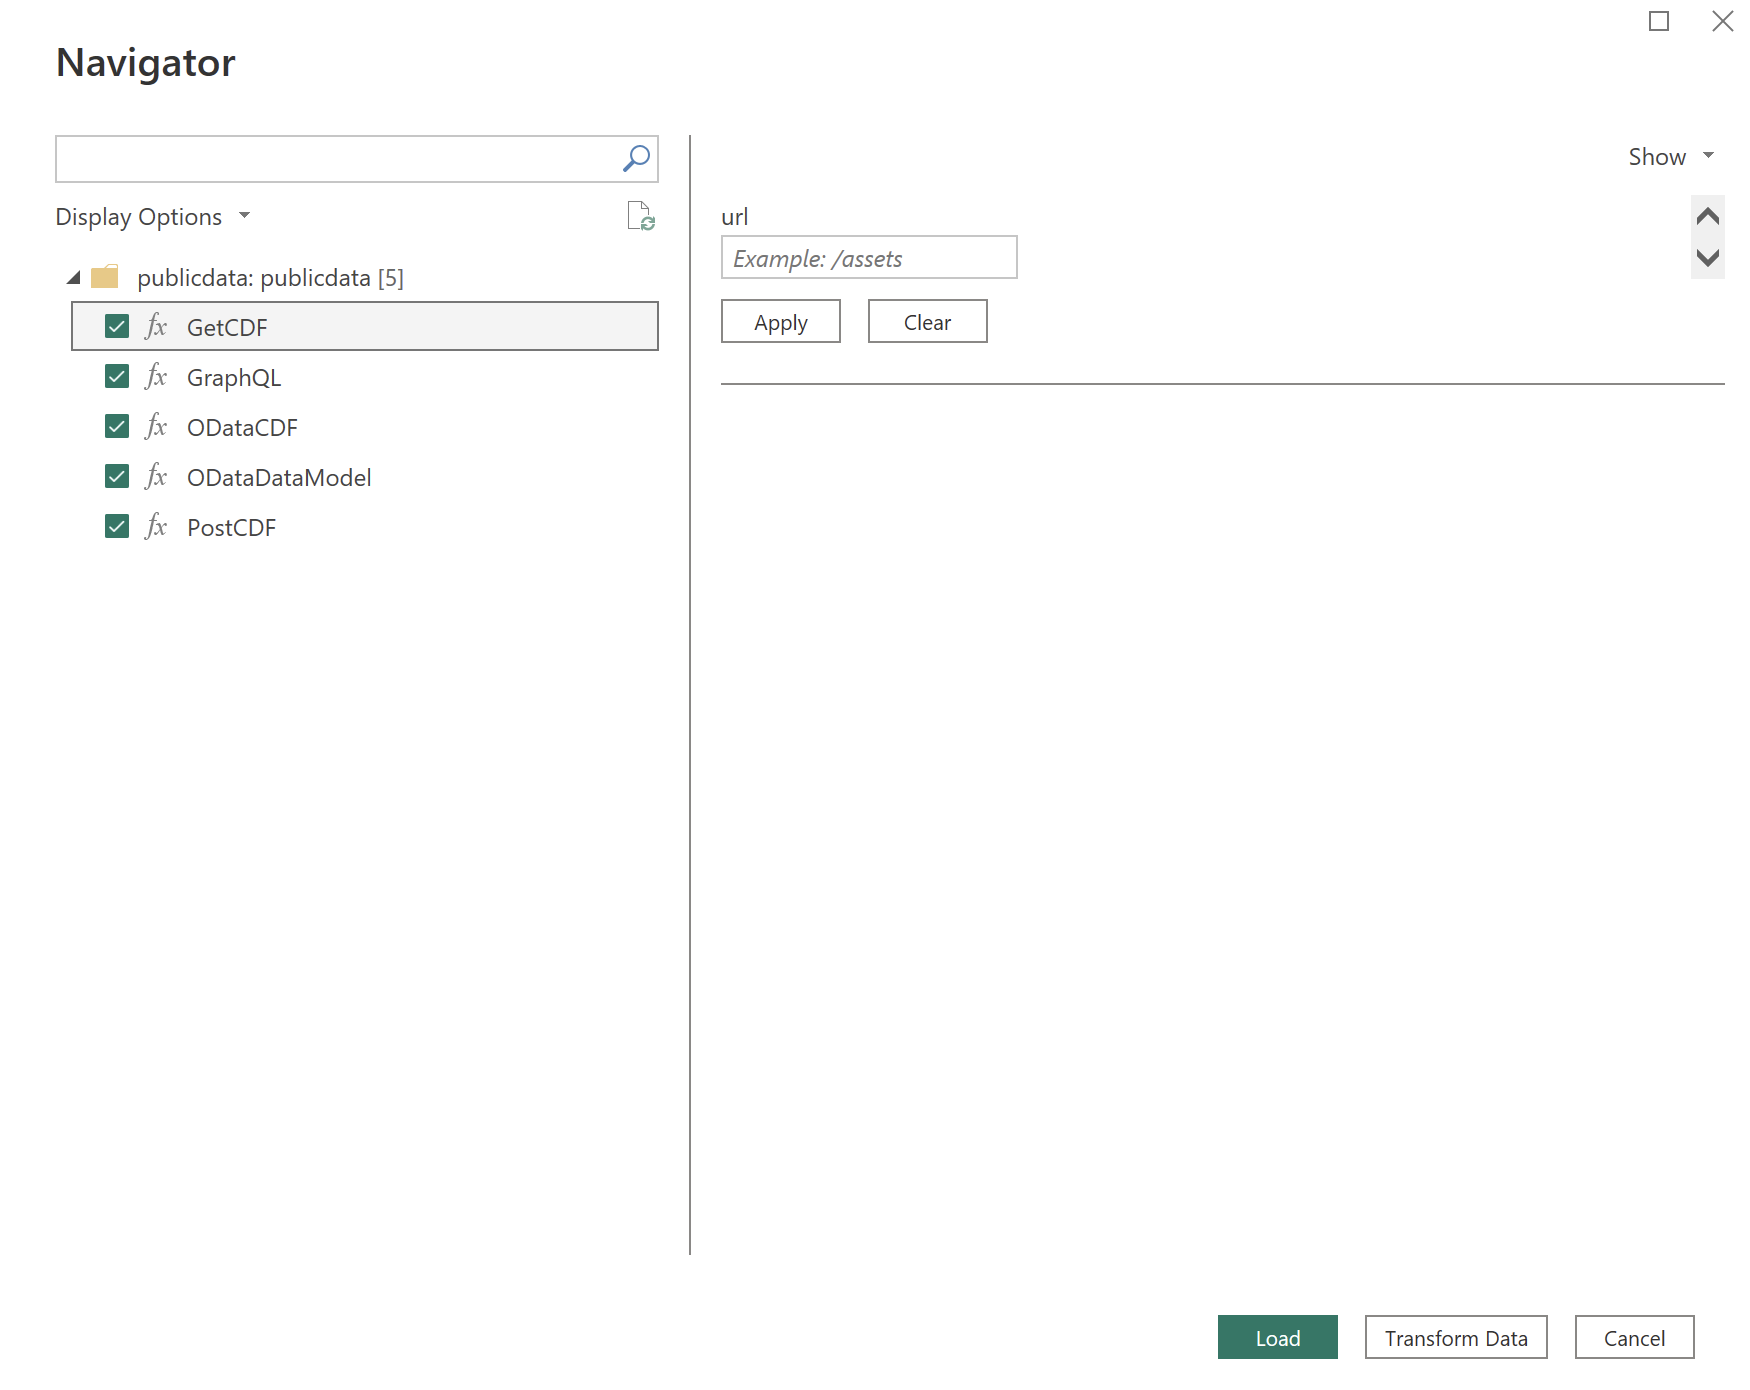 Navigator
Display Options
publicdata: publicdata [5]
fx GetCDF
fx GraphQL
fx ODataCDF
fx ODataDataModel
fx PostCDF
Show
url
Example: /assets
Apply Clear
Load Transform Data Cancel